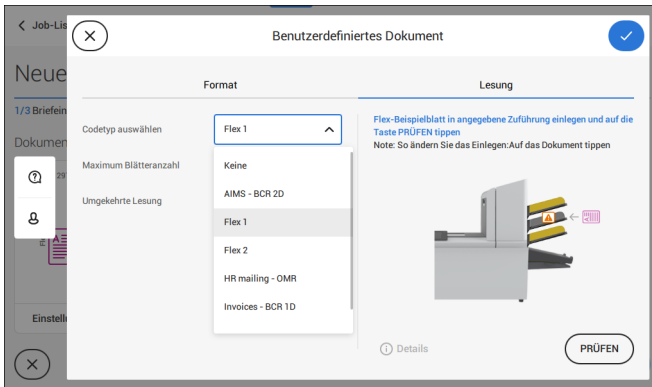 Job-Lis
Benutzerdefiniertes Dokument
Neue
Format
Lesung
1/3 Briefein
Dokumen
Codetyp auswählen
Flex 1
Flex-Beispielblatt in angegebene Zuführung einlegen und auf die
Taste PRÜFEN tippen
Note: So ändern Sie das Einlegen:Auf das Dokument tippen
Maximum Blätteranzahl
Keine
29
Umgekehrte Lesung
AIMS - BCR 2D
Flex 1
Flex 2
HR mailing - OMR
Invoices - BCR 1D
Einstell
Details
PRÜFEN